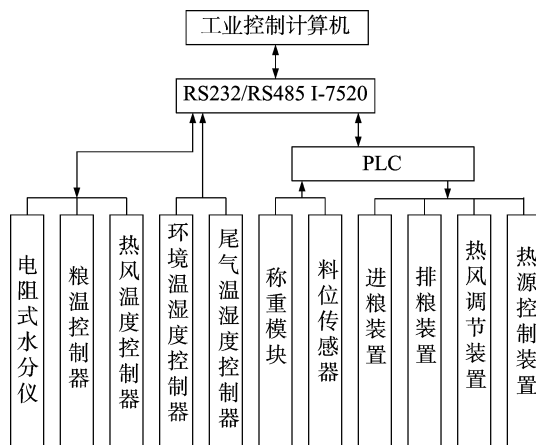 工业控制计算机
RS232/RS485 I-7520
PLC
电阻式水分仪
粮温控制器
热风温度控制器
环境温湿度控制器
尾气温湿度控制器
称重模块
料位传感器
进粮装置
排粮装置
热风调节装置
热源控制装置